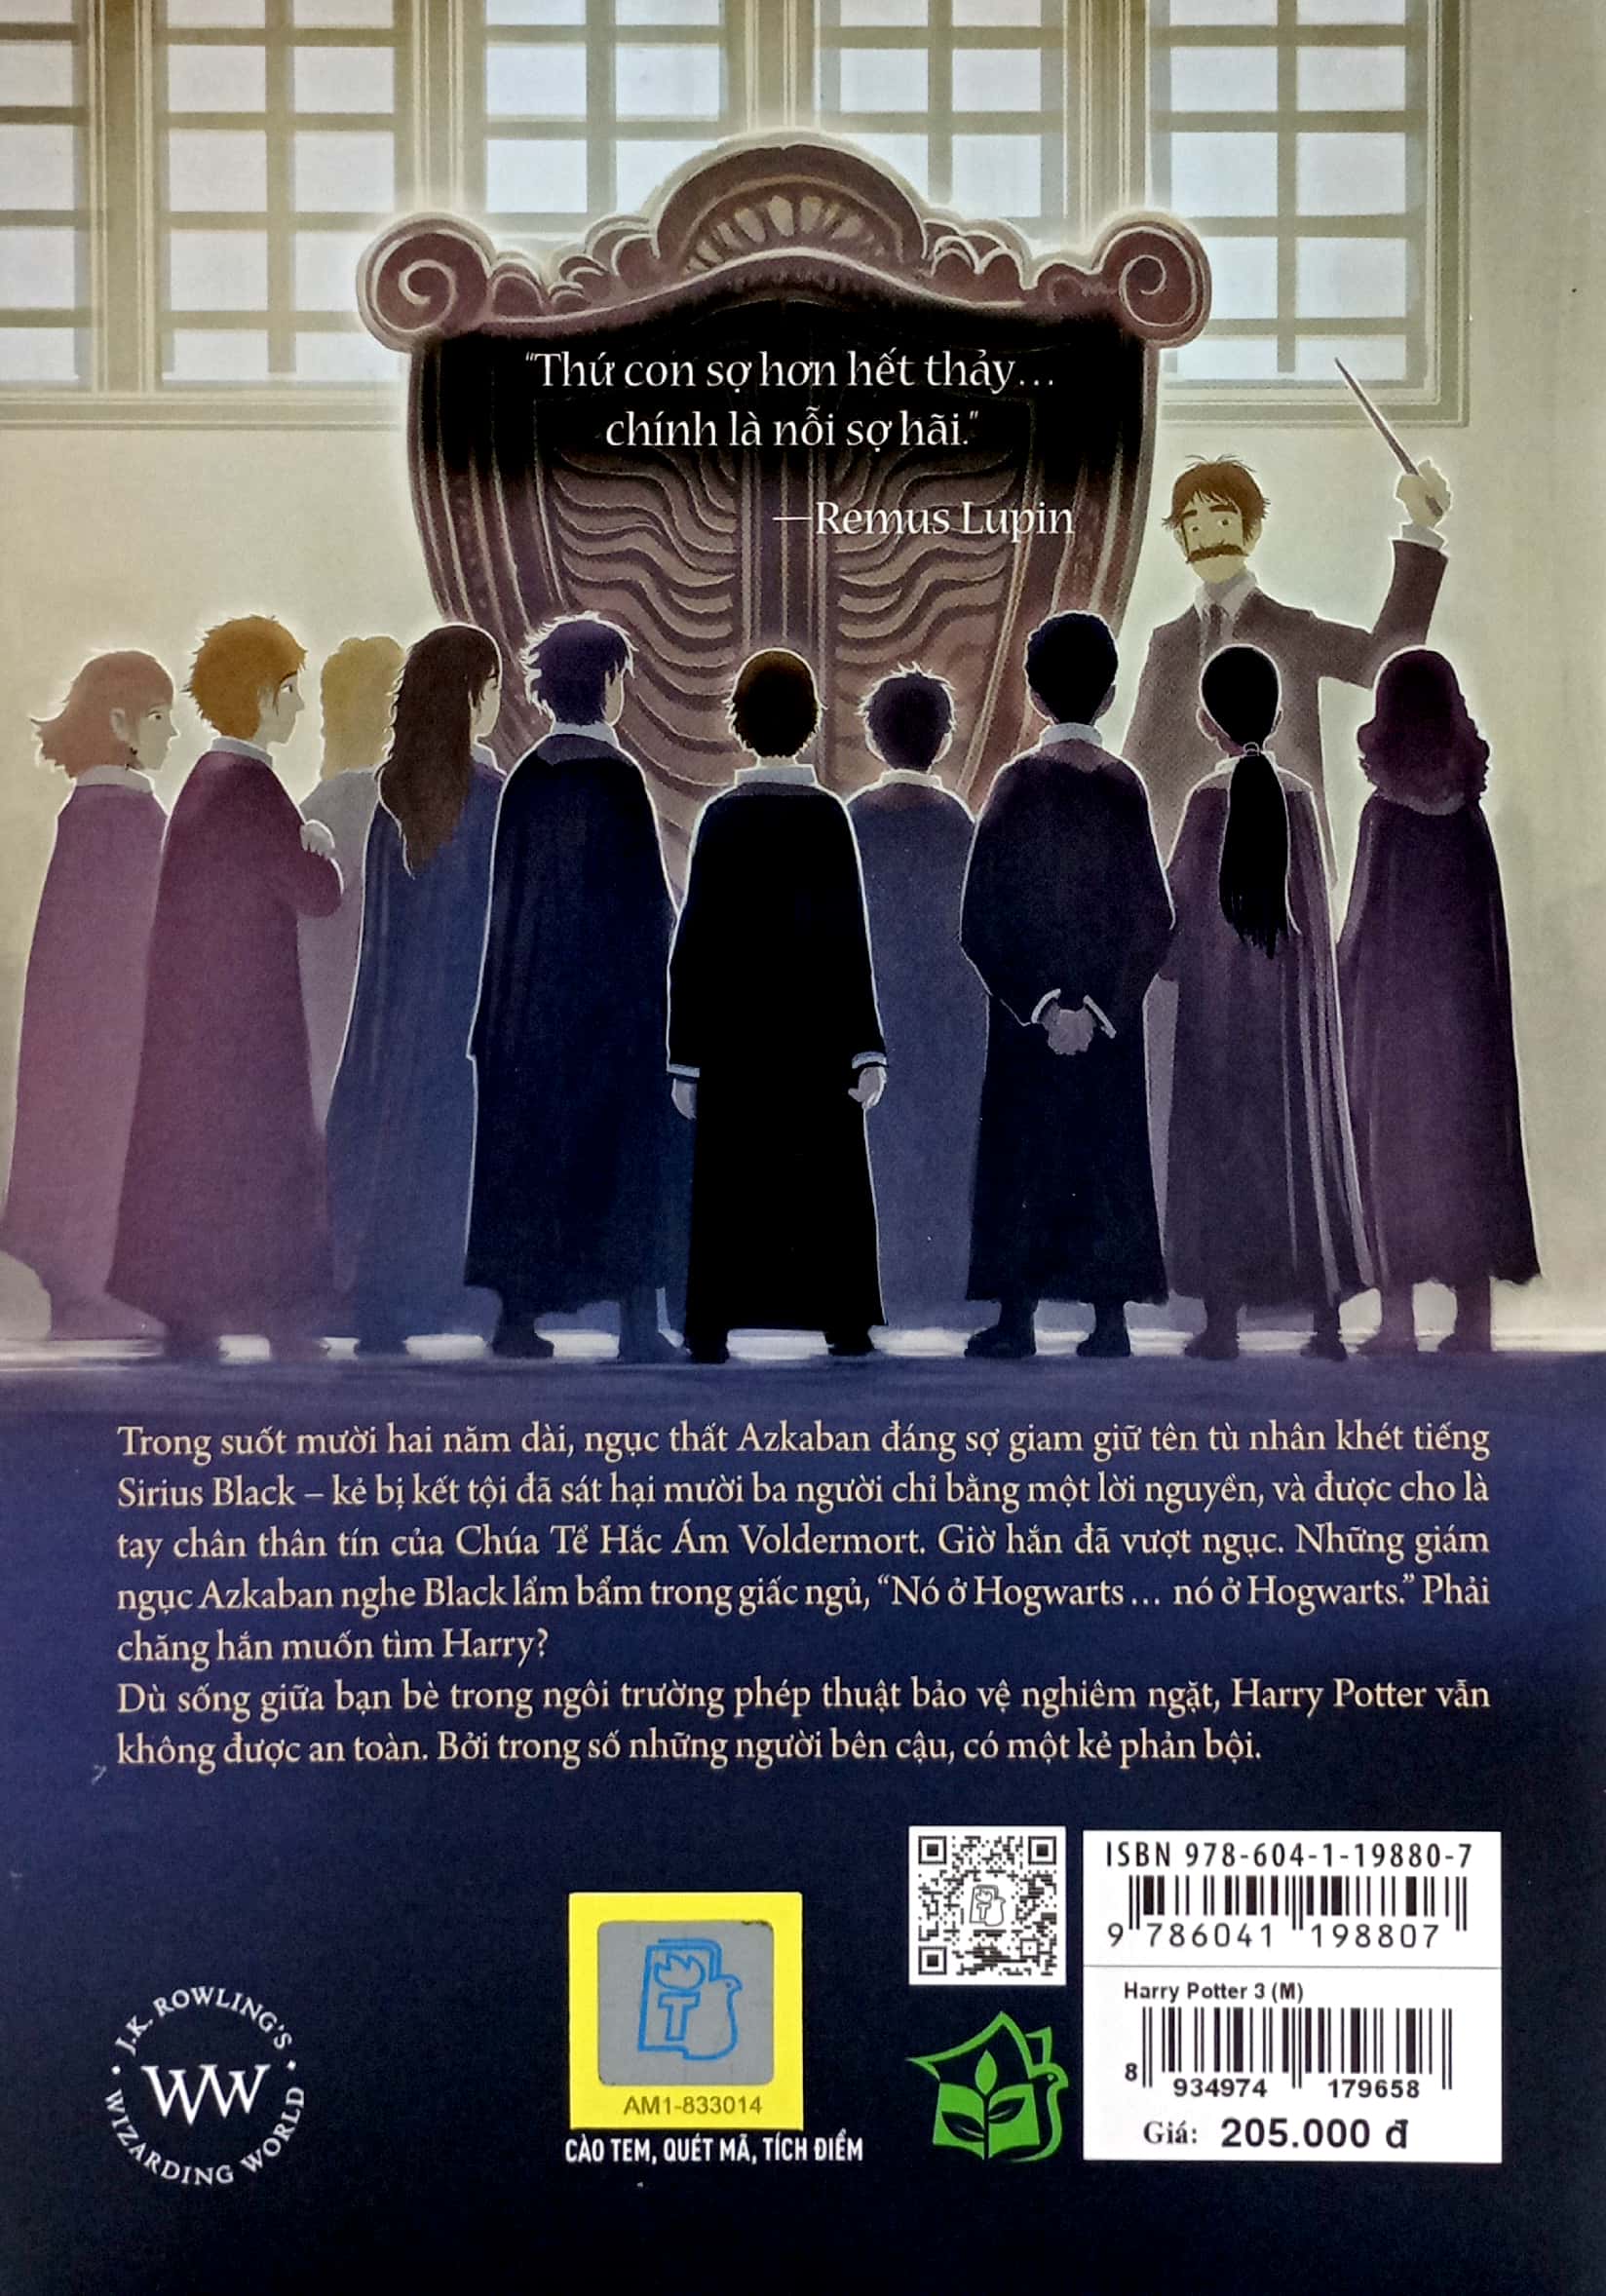 “Thứ con sợ hơn hết thảy…
chính là nỗi sợ hãi.”
—Remus Lupin
Trong suốt mười hai năm dài, ngục thất Azkaban đáng sợ giam giữ tên tù nhân khét tiếng
Sirius Black – kẻ bị kết tội đã sát hại mười ba người chỉ bằng một lời nguyền, và được cho là
tay chân thân tín của Chúa Tể Hắc Ám Voldermort. Giờ hắn đã vượt ngục. Những giám
ngục Azkaban nghe Black lẩm bẩm trong giấc ngủ, “Nó ở Hogwarts… nó ở Hogwarts.” Phải
chăng hắn muốn tìm Harry?
Dù sống giữa bạn bè trong ngôi trường phép thuật bảo vệ nghiêm ngặt, Harry Potter vẫn
không được an toàn. Bởi trong số những người bên cậu, có một kẻ phản bội.
J.K. ROWLING'S
WW
WIZARDING WORLD
T
AM1-833014
CÀO TEM, QUÉT MÃ, TÍCH ĐIỂM
ISBN 978-604-1-19880-7
9 786041 198807
Harry Potter 3 (M)
8 934974 179658
Giá: 205.000 đ